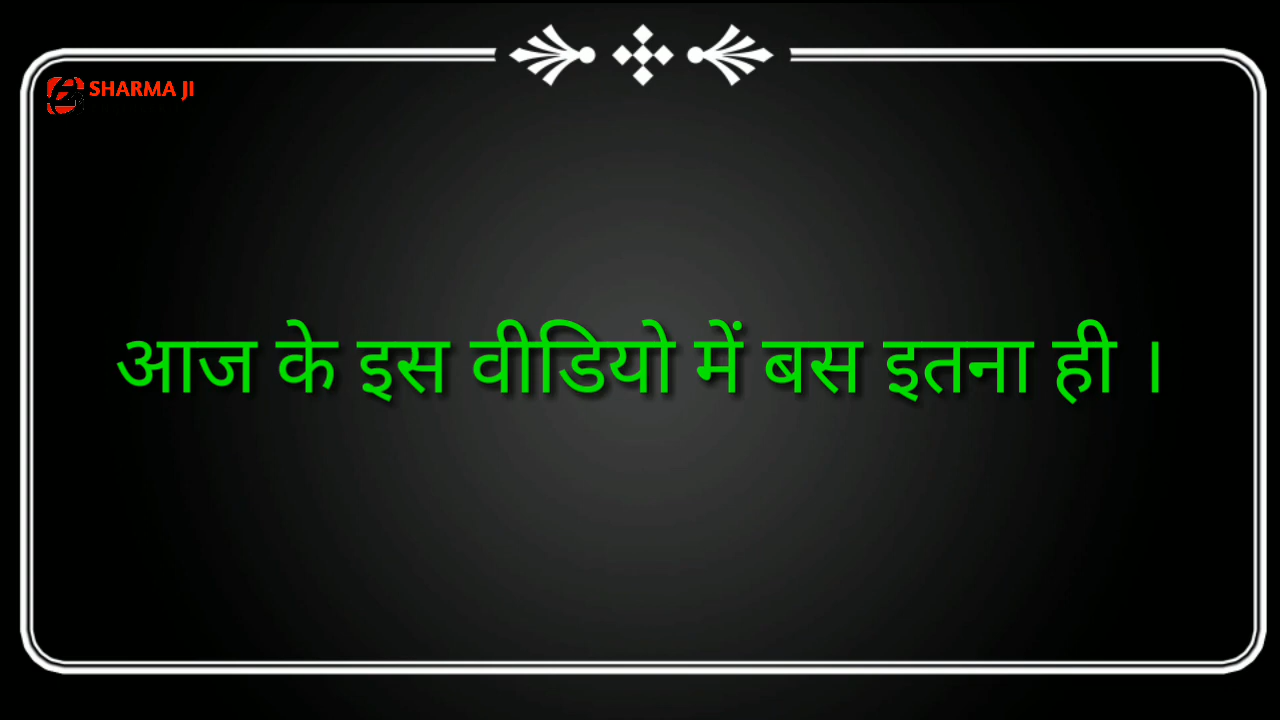 SHARMA JI
आज के इस वीडियो में बस इतना ही ।